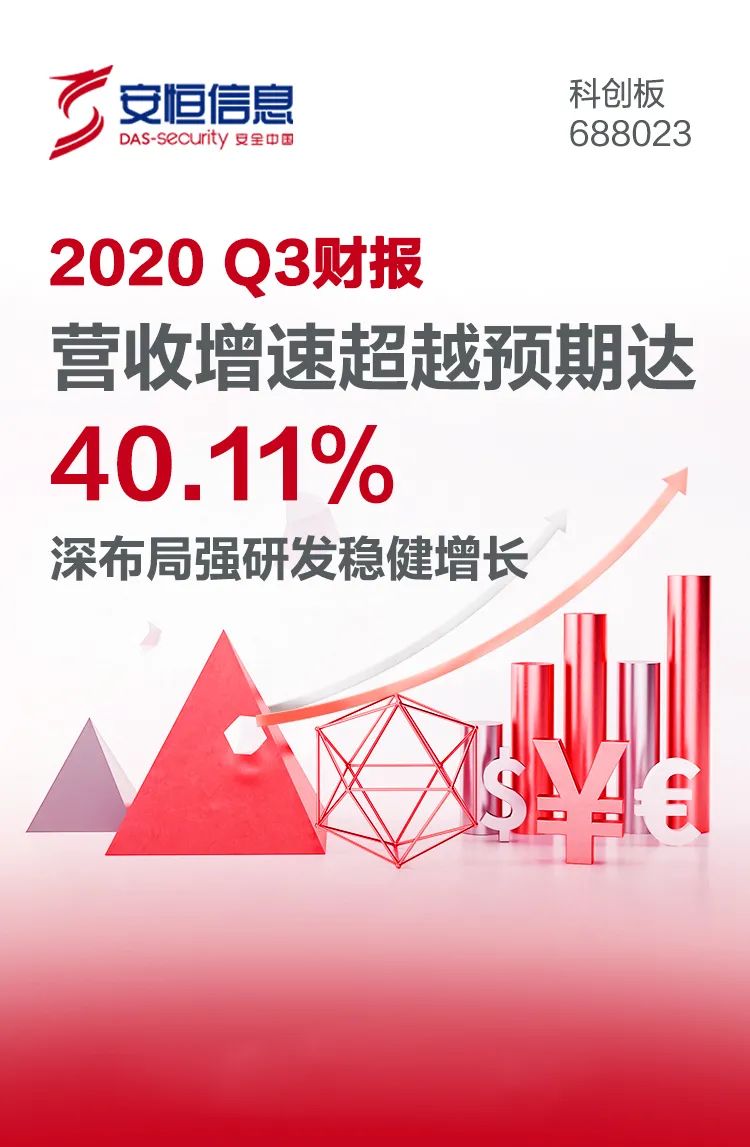 安恒信息
DAS-security 安全中国
科创板
688023
2020 Q3财报
营收增速超越预期达
40.11%
深布局强研发稳健增长
$ ¥ €